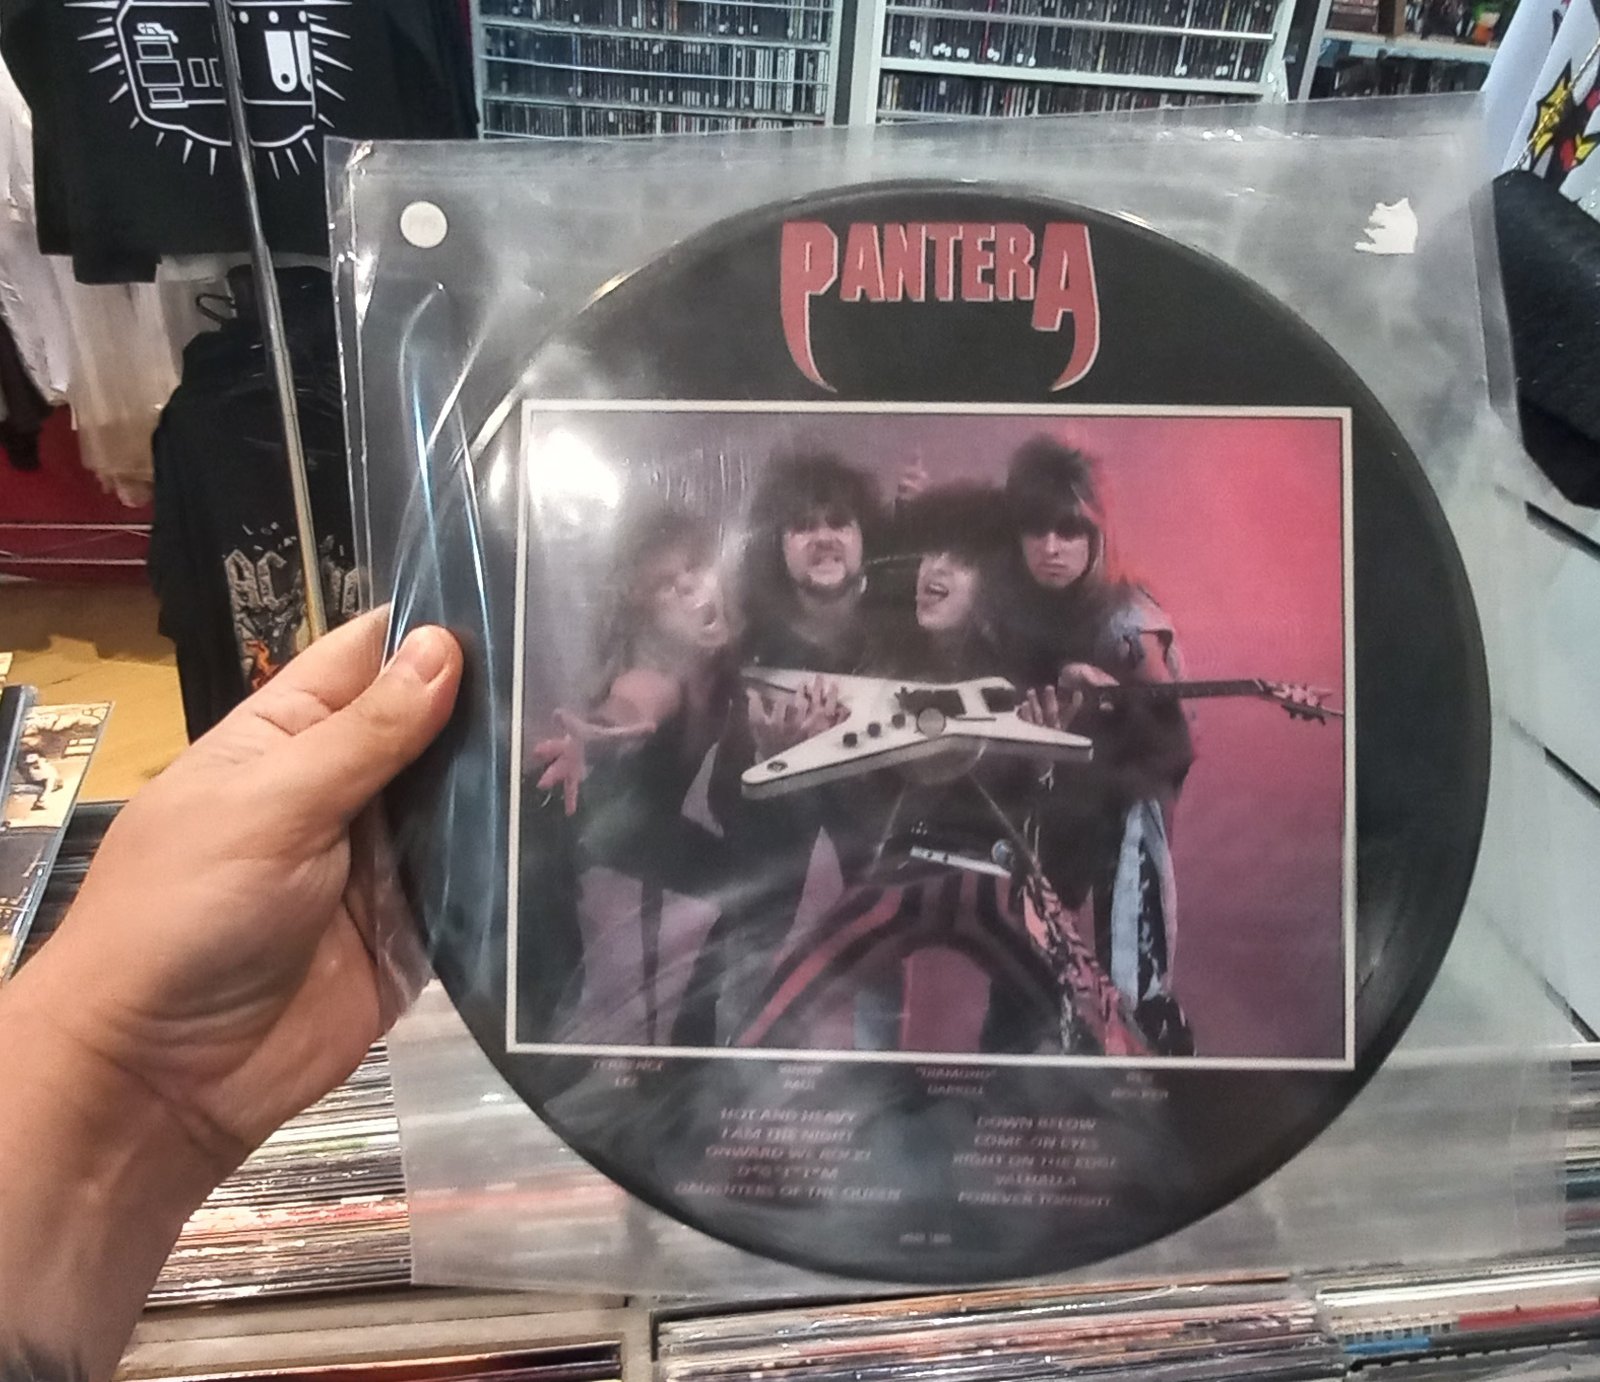 PANTERA
TERRENCE
LEE
VINNIE
PAUL
"DIAMOND"
DARRELL
REX
ROCKER
HOT AND HEAVY
I AM THE NIGHT
ONWARD WE ROCK!
D*G*T*T*M
DAUGHTERS OF THE QUEEN
DOWN BELOW
COME-ON EYES
RIGHT ON THE EDGE
VALHALLA
FOREVER TONIGHT